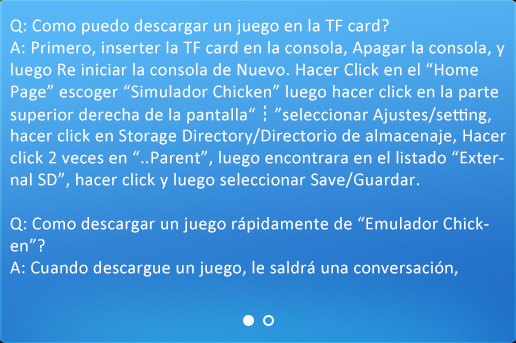 Q: Como puedo descargar un juego en la TF card?
A: Primero, inserter la TF card en la consola, Apagar la consola, y
luego Re iniciar la consola de Nuevo. Hacer Click en el “Home
Page” escoger “Simulador Chicken” luego hacer click en la parte
superior derecha de la pantalla“┇”seleccionar Ajustes/setting,
hacer click en Storage Directory/Directorio de almacenaje, Hacer
click 2 veces en “..Parent”, luego encontrara en el listado “Exter-
nal SD”, hacer click y luego seleccionar Save/Guardar.
Q: Como descargar un juego rápidamente de “Emulador Chick-
en”?
A: Cuando descargue un juego, le saldrá una conversación,